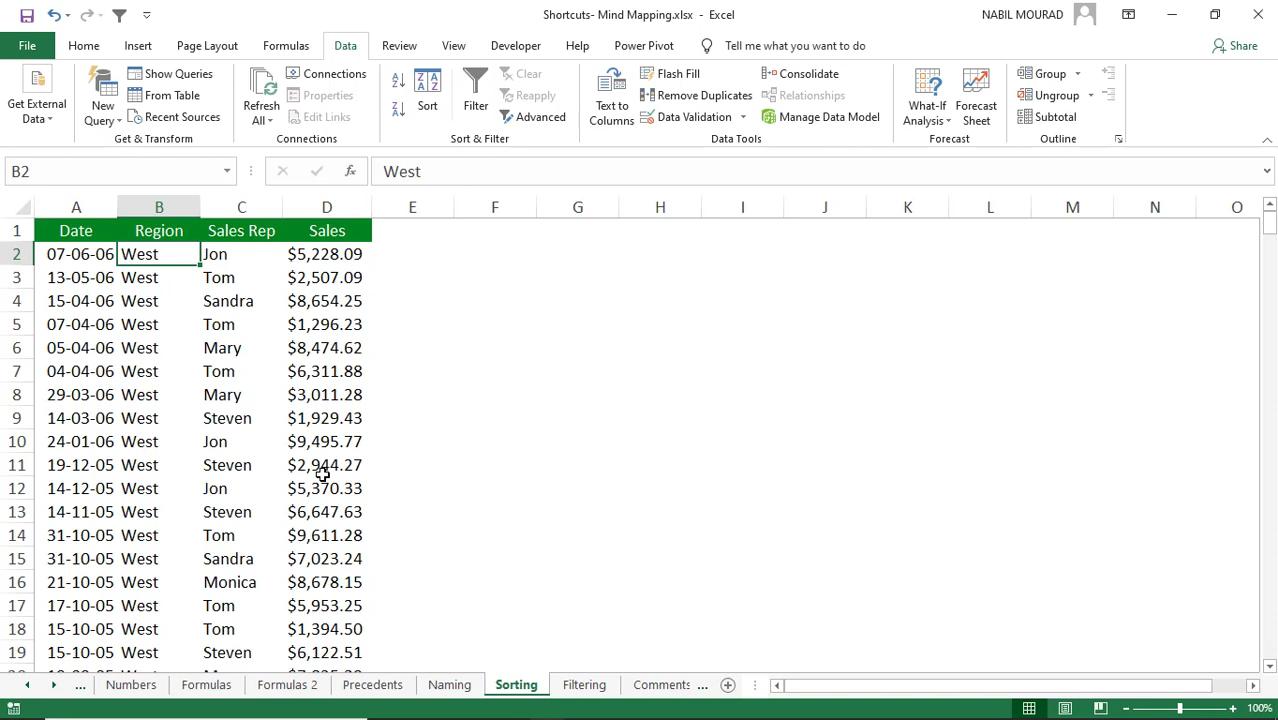 Shortcuts- Mind Mapping.xlsx - Excel
NABIL MOURAD
File Home Insert Page Layout Formulas Data Review View Developer Help Power Pivot Tell me what you want to do Share
Get External Data
New Query
Show Queries
From Table
Recent Sources
Get & Transform
Refresh All
Connections
Properties
Edit Links
Connections
Sort
Filter
Clear
Reapply
Advanced
Sort & Filter
Text to Columns
Flash Fill
Remove Duplicates
Data Validation
Consolidate
Relationships
Manage Data Model
Data Tools
What-If Analysis
Forecast Sheet
Forecast
Group
Ungroup
Subtotal
Outline
B2 fx West
A B C D E F G H I J K L M N O
1 Date Region Sales Rep Sales
2 07-06-06 West Jon $5,228.09
3 13-05-06 West Tom $2,507.09
4 15-04-06 West Sandra $8,654.25
5 07-04-06 West Tom $1,296.23
6 05-04-06 West Mary $8,474.62
7 04-04-06 West Tom $6,311.88
8 29-03-06 West Mary $3,011.28
9 14-03-06 West Steven $1,929.43
10 24-01-06 West Jon $9,495.77
11 19-12-05 West Steven $2,944.27
12 14-12-05 West Jon $5,370.33
13 14-11-05 West Steven $6,647.63
14 31-10-05 West Tom $9,611.28
15 31-10-05 West Sandra $7,023.24
16 21-10-05 West Monica $8,678.15
17 17-10-05 West Tom $5,953.25
18 15-10-05 West Tom $1,394.50
19 15-10-05 West Steven $6,122.51
... Numbers Formulas Formulas 2 Precedents Naming Sorting Filtering Comments ...
100%